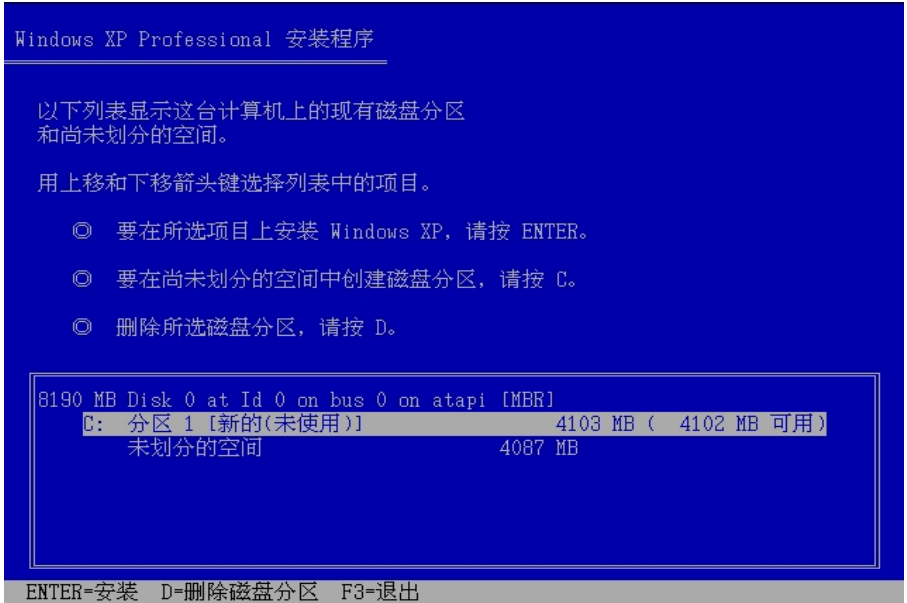 Windows XP Professional 安装程序
以下列表显示这台计算机上的现有磁盘分区
和尚未划分的空间。
用上移和下移箭头键选择列表中的项目。
◎ 要在所选项目上安装 Windows XP，请按 ENTER。
◎ 要在尚未划分的空间中创建磁盘分区，请按 C。
◎ 删除所选磁盘分区，请按 D。
8190 MB Disk 0 at Id 0 on bus 0 on atapi [MBR]
C: 分区 1 [新的(未使用)] 4103 MB ( 4102 MB 可用)
未划分的空间 4087 MB
ENTER=安装 D=删除磁盘分区 F3=退出